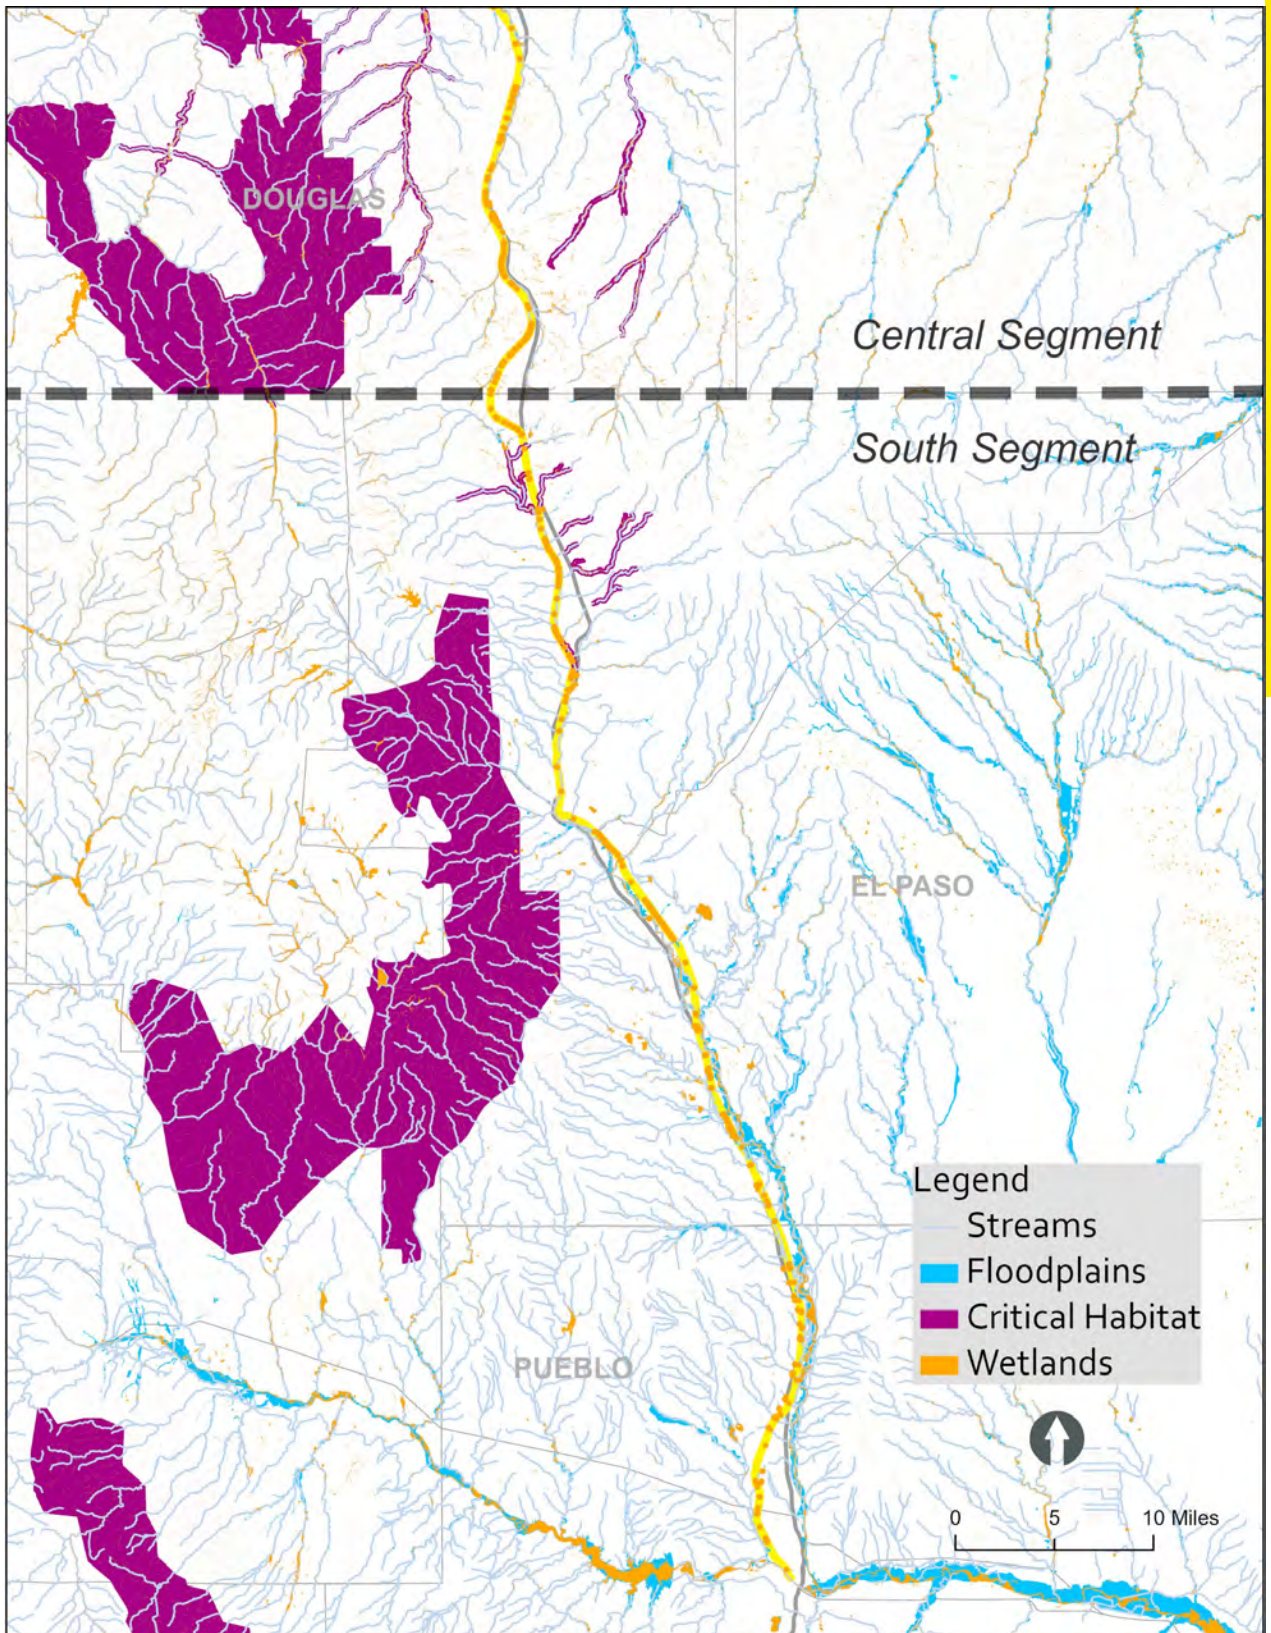 DOUGLAS
Central Segment
South Segment
EL PASO
Legend
Streams
Floodplains
Critical Habitat
Wetlands
PUEBLO
0 5 10 Miles